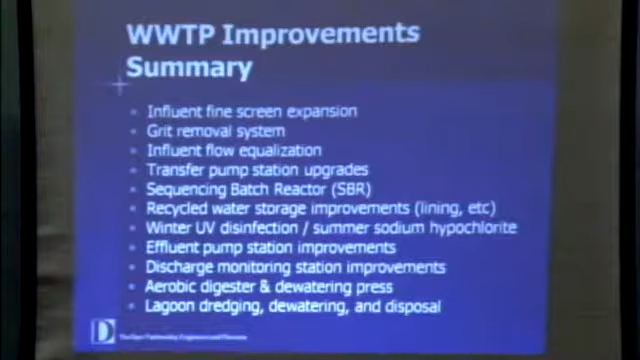 WWTP Improvements
Summary
Influent fine screen expansion
Grit removal system
Influent flow equalization
Transfer pump station upgrades
Sequencing Batch Reactor (SBR)
Recycled water storage improvements (lining, etc)
Winter UV disinfection / summer sodium hypochlorite
Effluent pump station improvements
Discharge monitoring station improvements
Aerobic digester & dewatering press
Lagoon dredging, dewatering, and disposal
D